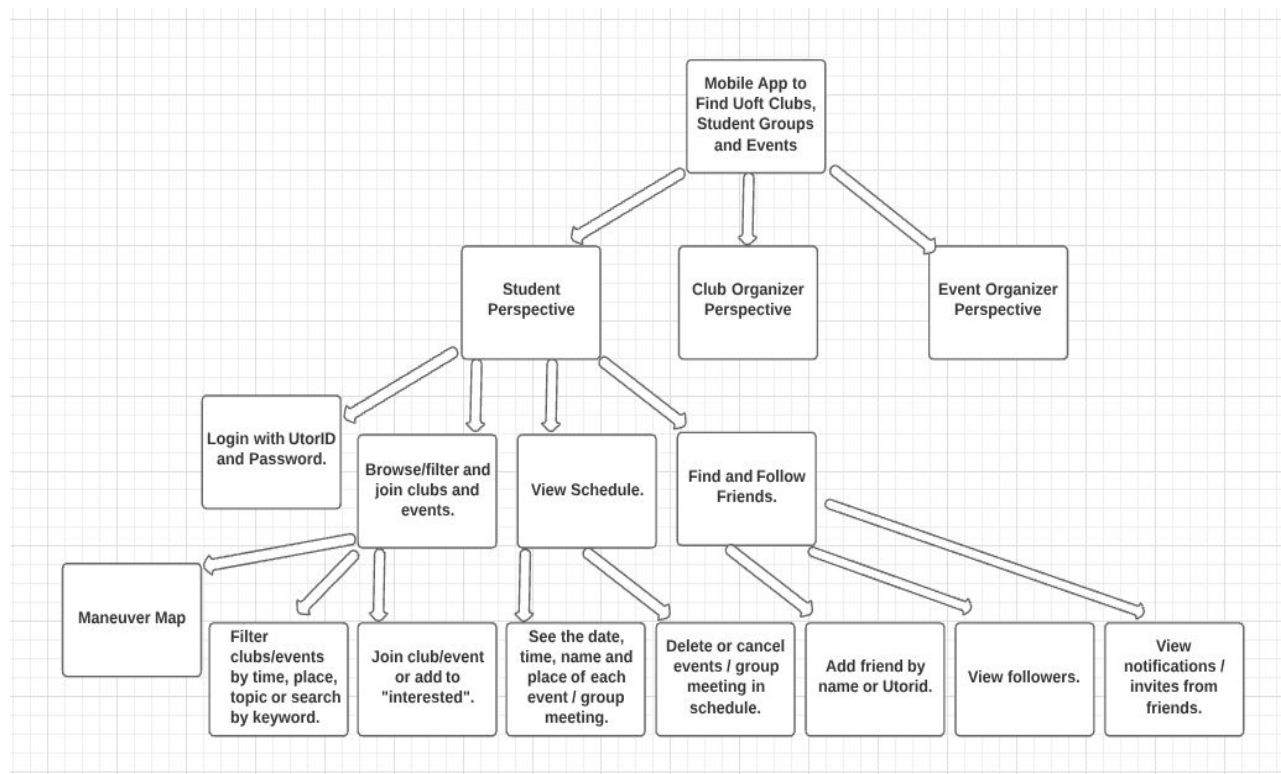 Mobile App to
Find Uoft Clubs,
Student Groups
and Events
Student
Perspective
Club Organizer
Perspective
Event Organizer
Perspective
Login with UtorID
and Password.
Browse/filter and
join clubs and
events.
View Schedule.
Find and Follow
Friends.
Maneuver Map
Filter
clubs/events
by time, place,
topic or search
by keyword.
Join club/event
or add to
"interested".
See the date,
time, name and
place of each
event / group
meeting.
Delete or cancel
events / group
meeting in
schedule.
Add friend by
name or Utorid.
View followers.
View
notifications /
invites from
friends.